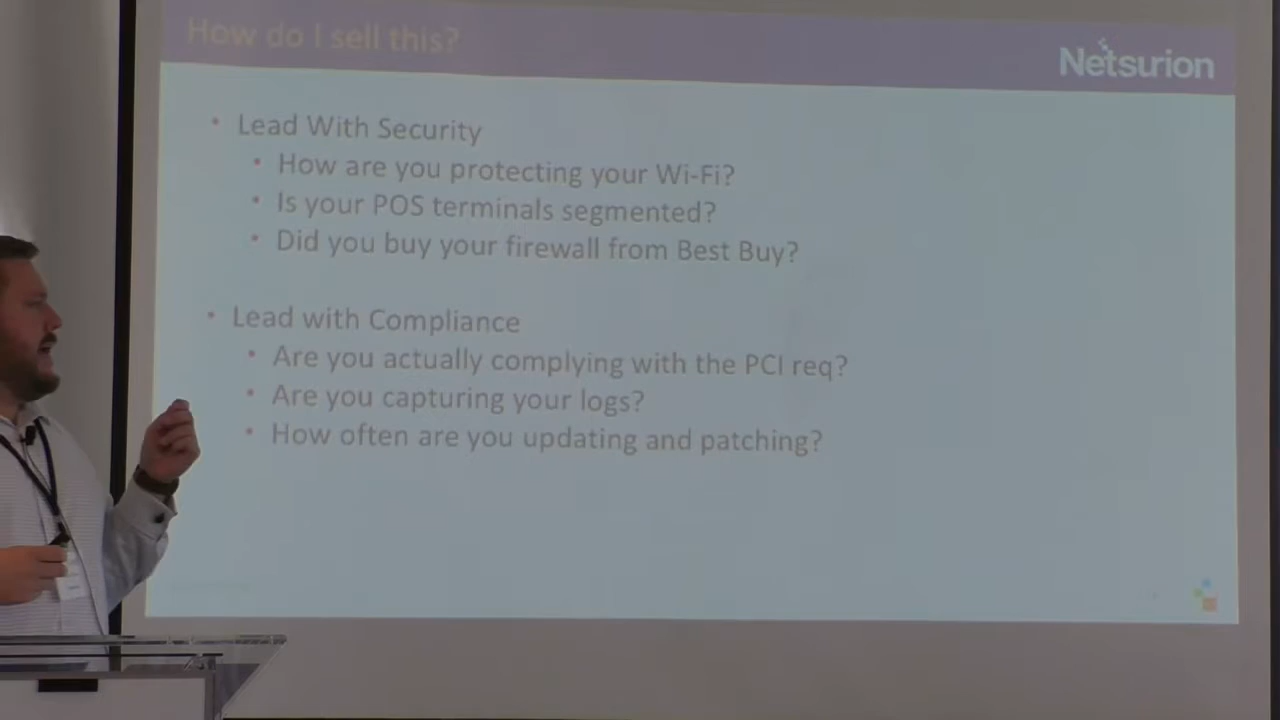 How do I sell this?
Netsurion
• Lead With Security
• How are you protecting your Wi-Fi?
• Is your POS terminals segmented?
• Did you buy your firewall from Best Buy?
• Lead with Compliance
• Are you actually complying with the PCI req?
• Are you capturing your logs?
• How often are you updating and patching?